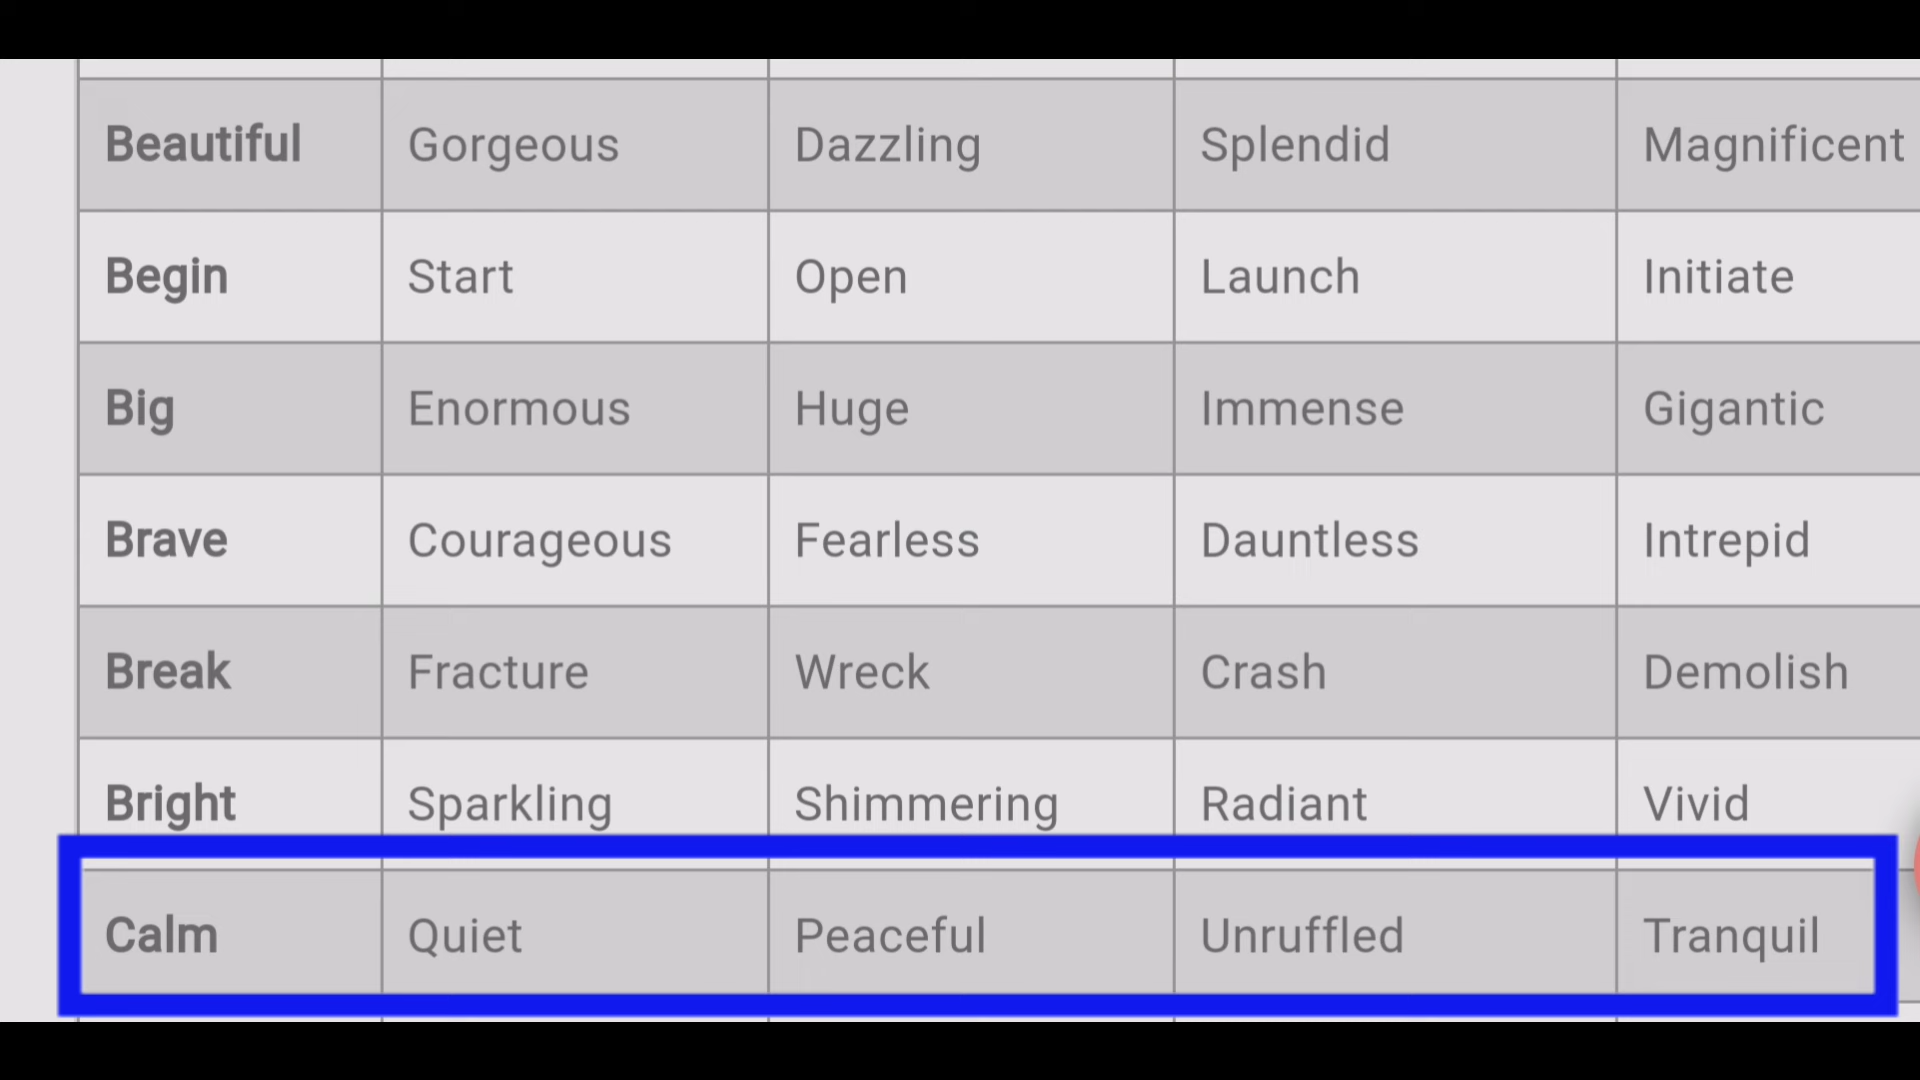 Beautiful Gorgeous Dazzling Splendid Magnificent
Begin Start Open Launch Initiate
Big Enormous Huge Immense Gigantic
Brave Courageous Fearless Dauntless Intrepid
Break Fracture Wreck Crash Demolish
Bright Sparkling Shimmering Radiant Vivid
Calm Quiet Peaceful Unruffled Tranquil